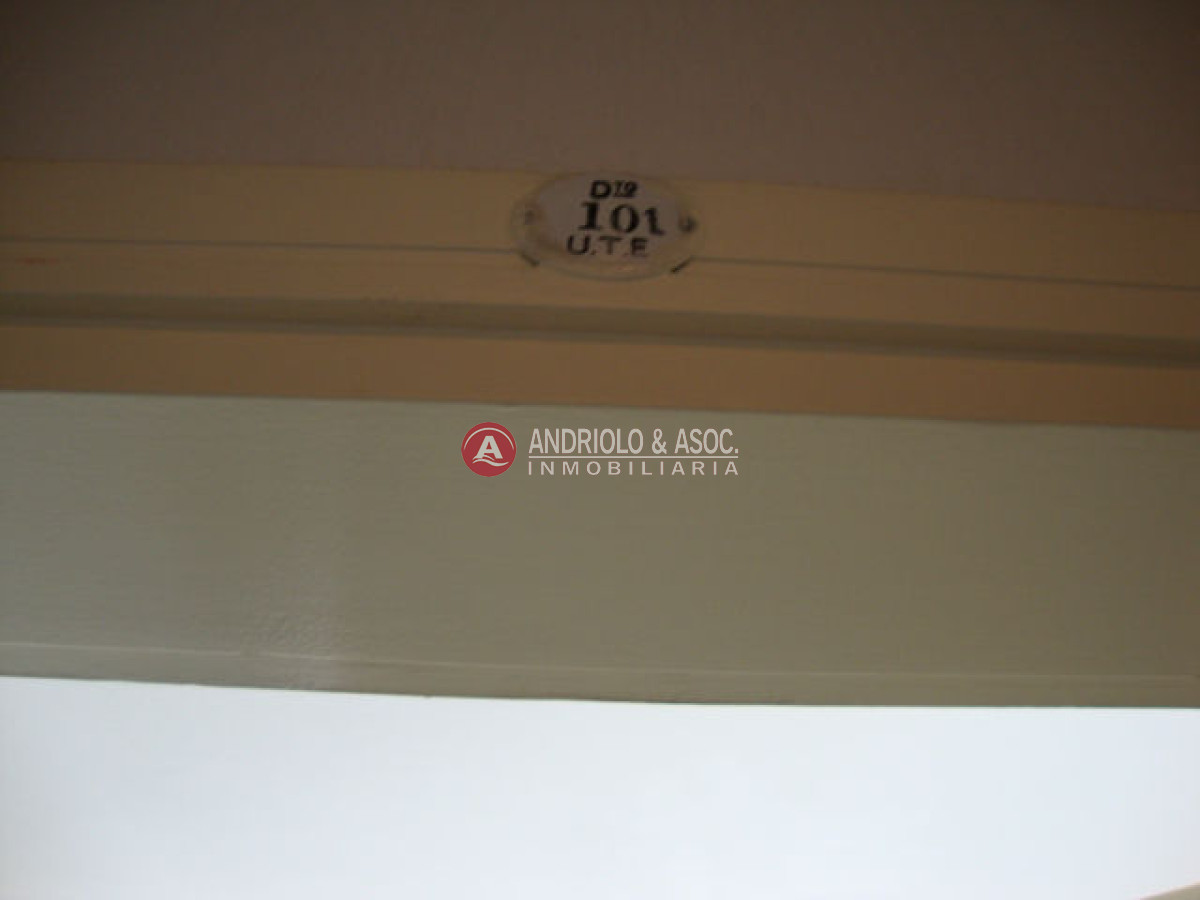 DTO
101
U.T.E
A
ANDRIOLO & ASOC.
INMOBILIARIA